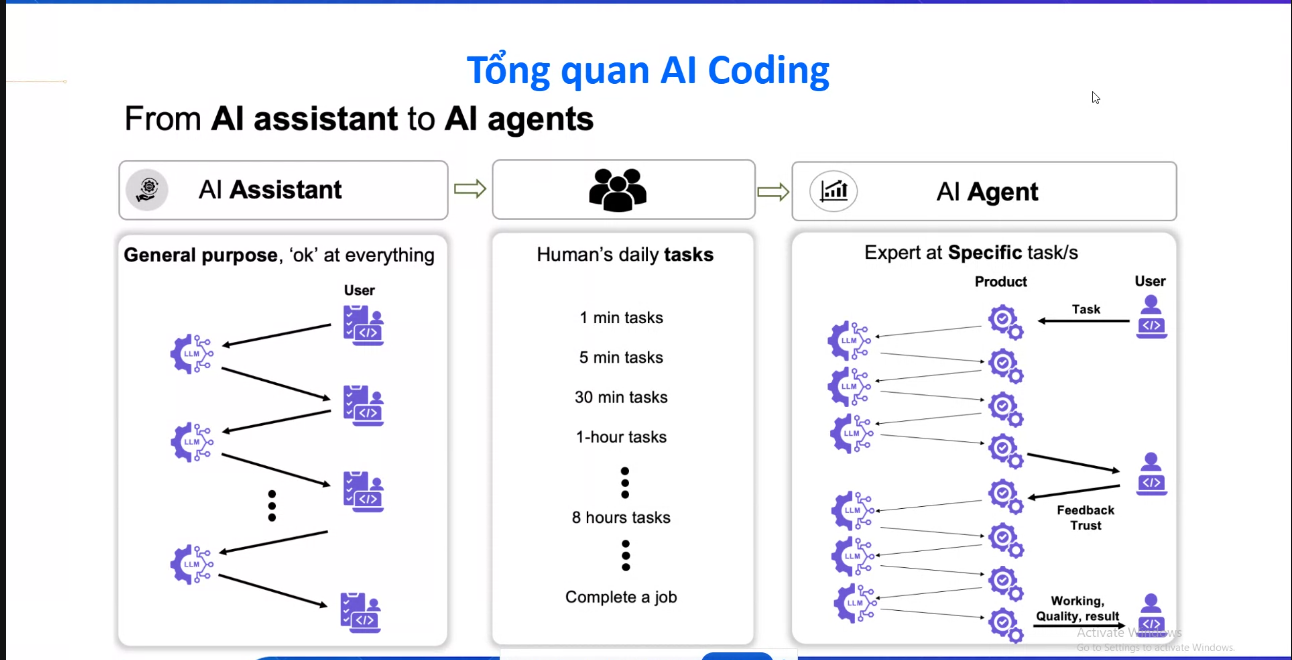 Tổng quan AI Coding
From AI assistant to AI agents
AI Assistant
AI Agent
General purpose, ‘ok’ at everything
User
LLM
LLM
LLM
Human’s daily tasks
1 min tasks
5 min tasks
30 min tasks
1-hour tasks
8 hours tasks
Complete a job
Expert at Specific task/s
Product
User
Task
LLM
LLM
LLM
Feedback
Trust
LLM
LLM
LLM
Working,
Quality, result
Activate Windows
Go to Settings to activate Windows.